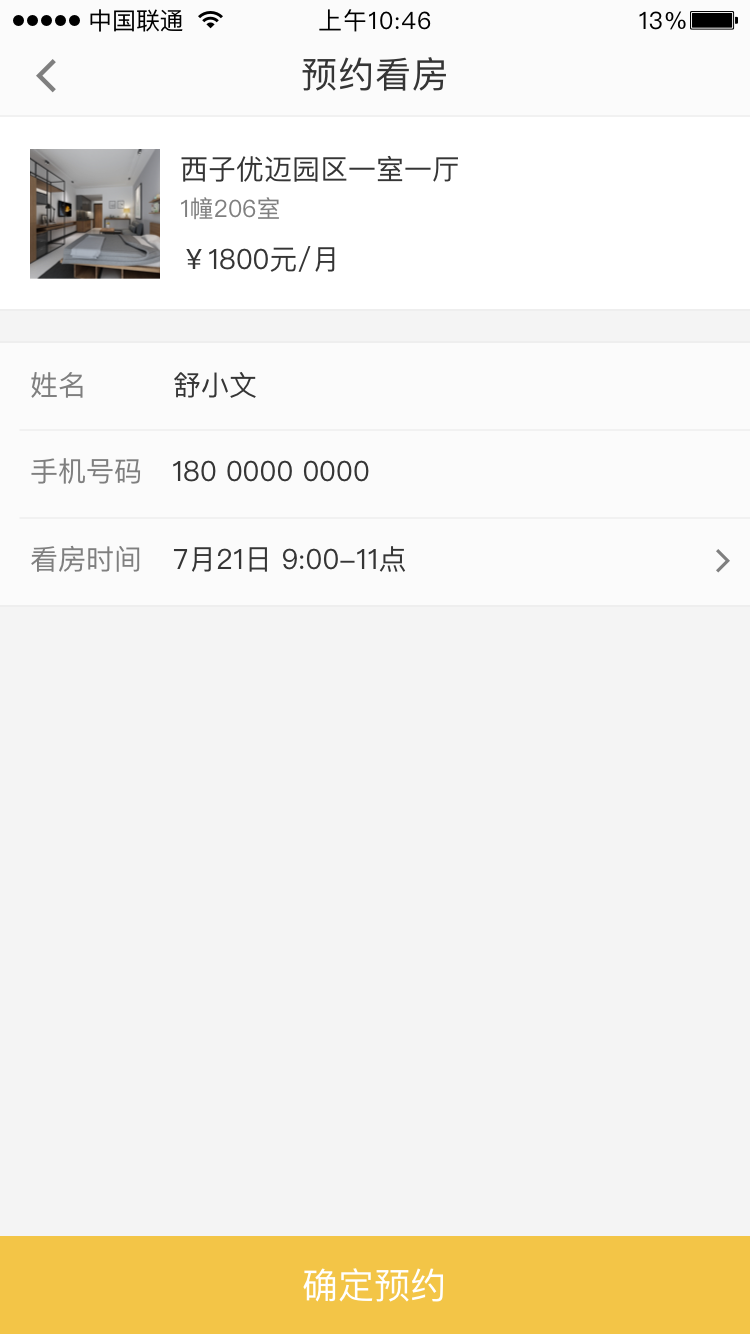 中国联通 上午10:46 13%
预约看房
西子优迈园区一室一厅
1幢206室
￥1800元/月
姓名 舒小文
手机号码 180 0000 0000
看房时间 7月21日 9:00–11点
确定预约